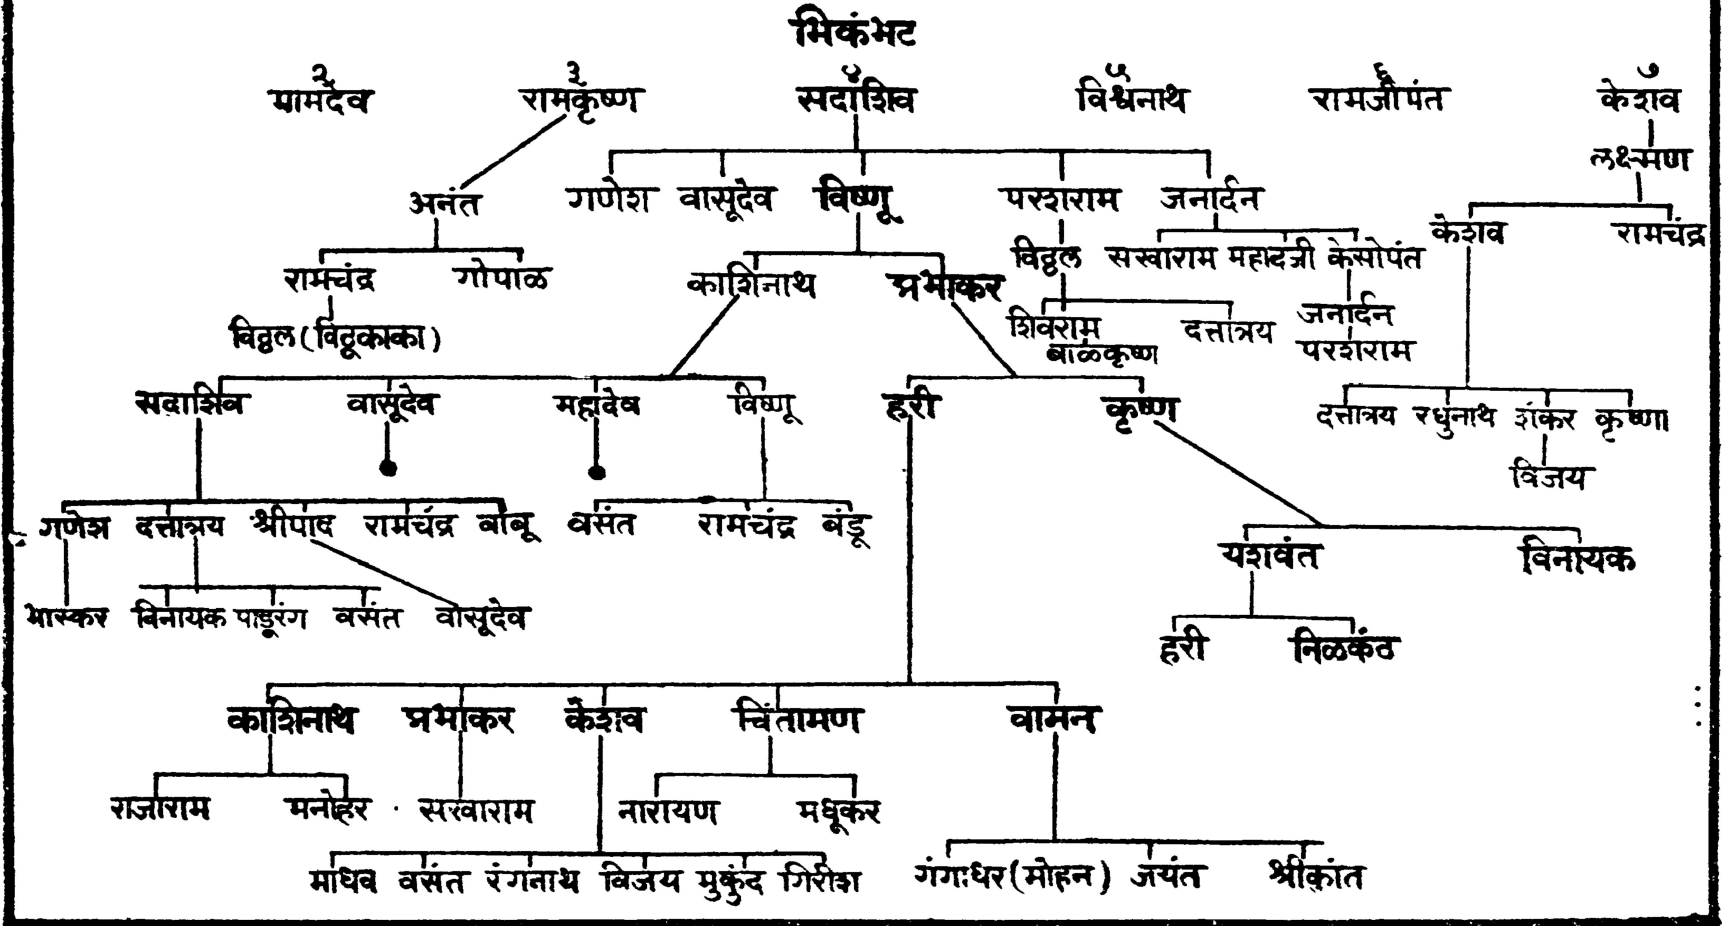 भिकंभट
२ ३ ४ ५ ६ ७
रामकृष्ण सदाशिव विश्वनाथ रामजीपंत केशव
लक्ष्मण
अनंत गणेश वासूदेव विष्णू परशराम जनार्दन
केशव रामचंद्र
रामचंद्र गोपाळ काशिनाथ प्रभाकर विठ्ठल सखाराम महादजी केसोपंत
विठ्ठल (विठूकाका) शिवराम दत्तात्रय जनार्दन
बाळकृष्ण परशराम
सदाशिव वासूदेव महादेव विष्णू हरी कृष्ण दत्तात्रय रघुनाथ शंकर कृष्णा
विजय
गणेश दत्तात्रय श्रीपाद रामचंद्र बाबू वसंत रामचंद्र बंडू
यशवंत विनायक
भास्कर विनायक पाडूरंग वसंत वासूदेव
हरी निळकंठ
काशिनाथ प्रभाकर केशव चिंतामण वामन
राजाराम मनोहर सखाराम नारायण मधूकर
माधव वसंत रंगनाथ विजय मुकुंद गिरीश गंगाधर (मोहन) जयंत श्रीकांत